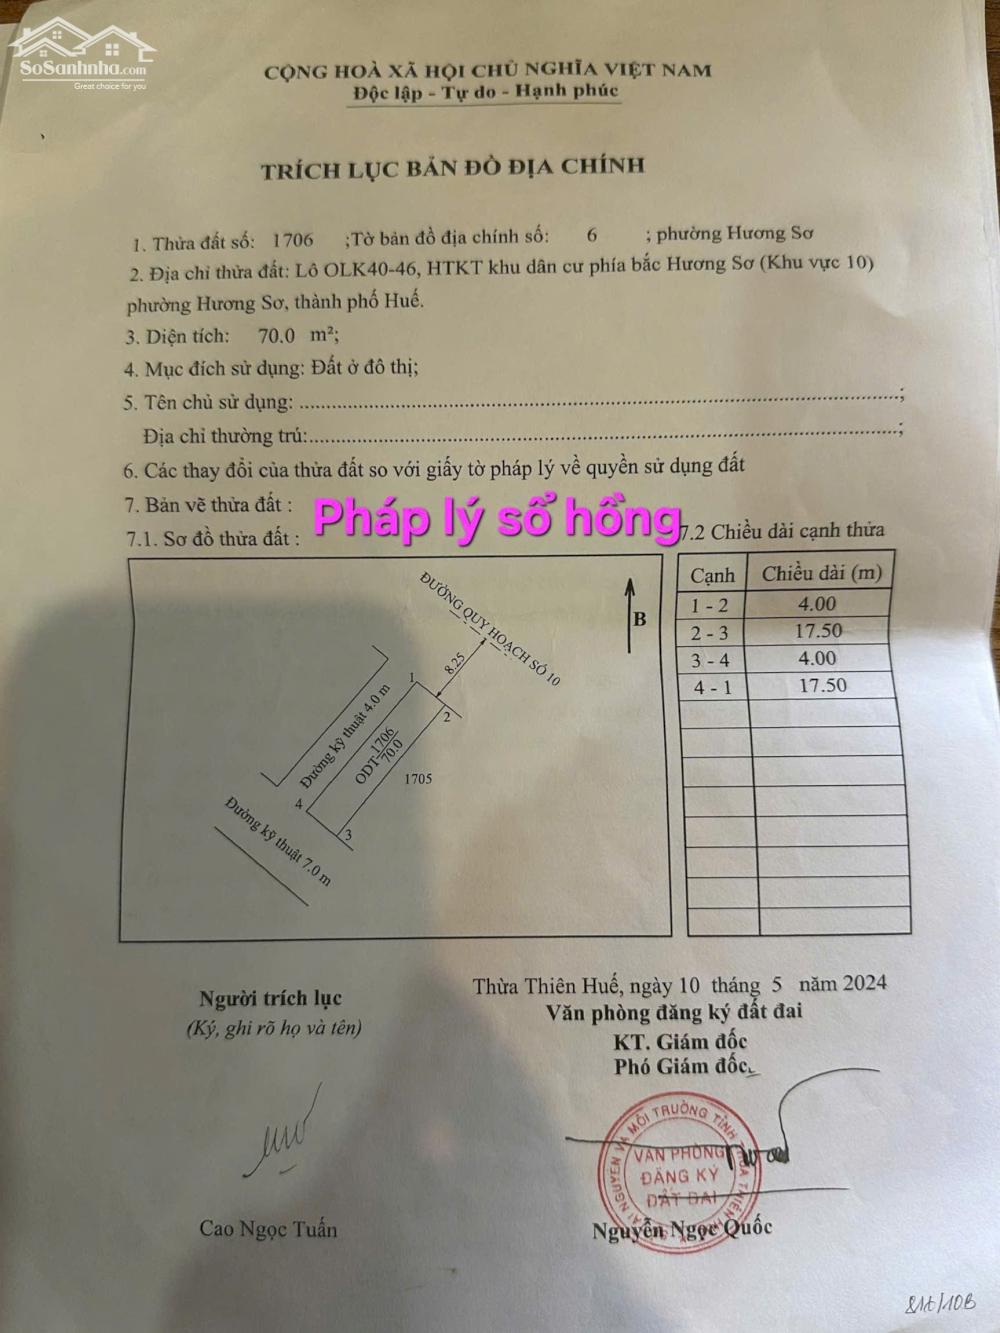 SoSanhnha.com
Great choice for you
CỘNG HOÀ XÃ HỘI CHỦ NGHĨA VIỆT NAM
Độc lập - Tự do - Hạnh phúc
TRÍCH LỤC BẢN ĐỒ ĐỊA CHÍNH
1. Thửa đất số: 1706 ;Tờ bản đồ địa chính số: 6 ; phường Hương Sơ
2. Địa chỉ thửa đất: Lô OLK40-46, HTKT khu dân cư phía bắc Hương Sơ (Khu vực 10)
phường Hương Sơ, thành phố Huế.
3. Diện tích: 70.0 m²;
4. Mục đích sử dụng: Đất ở đô thị;
5. Tên chủ sử dụng: ..........................................................;
Địa chỉ thường trú:..........................................................;
6. Các thay đổi của thửa đất so với giấy tờ pháp lý về quyền sử dụng đất
7. Bản vẽ thửa đất :
Pháp lý sổ hồng
7.1. Sơ đồ thửa đất :
7.2 Chiều dài cạnh thửa
ĐƯỜNG QUY HOẠCH SỐ 10
B
8.25
1
2
Đường kỹ thuật 4.0 m
ODT-1706
70.0
1705
4
3
Đường kỹ thuật 7.0 m
Cạnh Chiều dài (m)
1 - 2 4.00
2 - 3 17.50
3 - 4 4.00
4 - 1 17.50
Thừa Thiên Huế, ngày 10 tháng 5 năm 2024
Người trích lục
(Ký, ghi rõ họ và tên)
Văn phòng đăng ký đất đai
KT. Giám đốc
Phó Giám đốc
VĂN PHÒNG
ĐĂNG KÝ
ĐẤT ĐAI
Cao Ngọc Tuấn
Nguyễn Ngọc Quốc